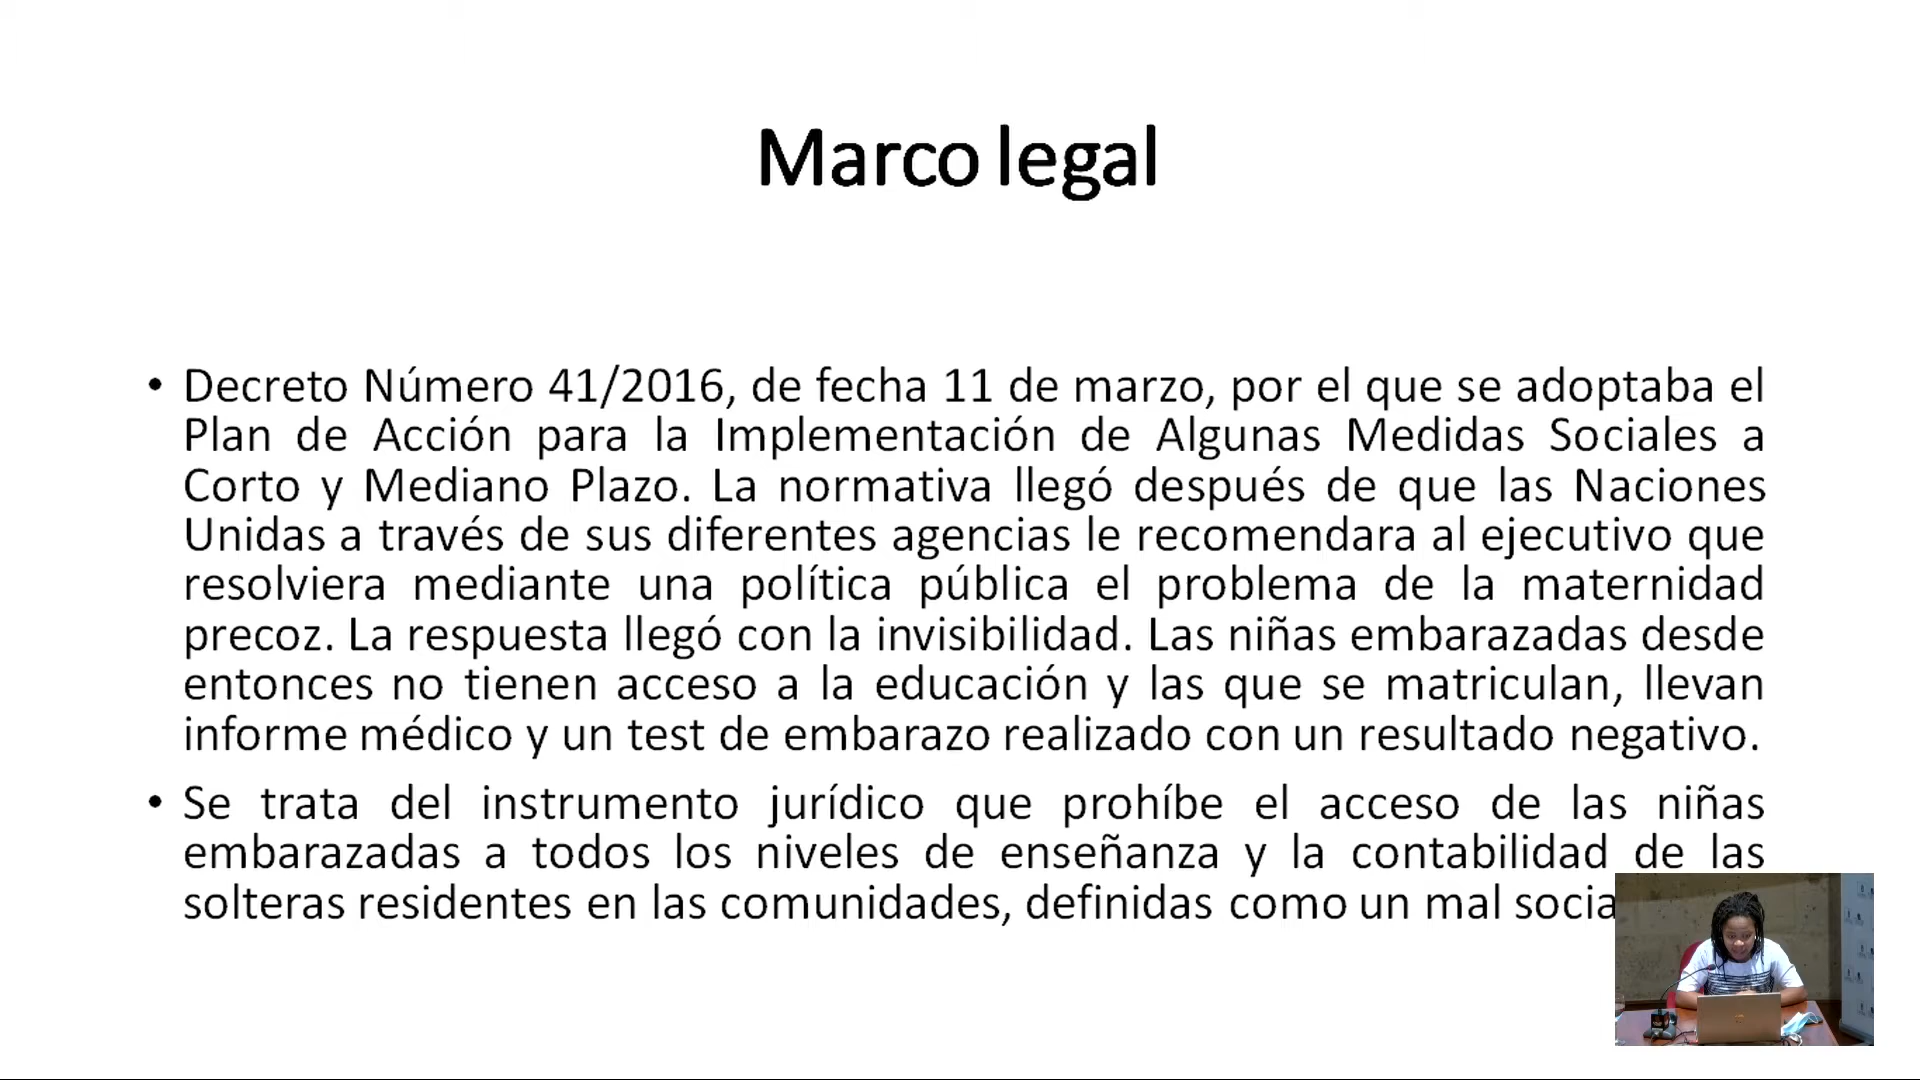 Marco legal
• Decreto Número 41/2016, de fecha 11 de marzo, por el que se adoptaba el
Plan de Acción para la Implementación de Algunas Medidas Sociales a
Corto y Mediano Plazo. La normativa llegó después de que las Naciones
Unidas a través de sus diferentes agencias le recomendara al ejecutivo que
resolviera mediante una política pública el problema de la maternidad
precoz. La respuesta llegó con la invisibilidad. Las niñas embarazadas desde
entonces no tienen acceso a la educación y las que se matriculan, llevan
informe médico y un test de embarazo realizado con un resultado negativo.
• Se trata del instrumento jurídico que prohíbe el acceso de las niñas
embarazadas a todos los niveles de enseñanza y la contabilidad de las
solteras residentes en las comunidades, definidas como un mal socia